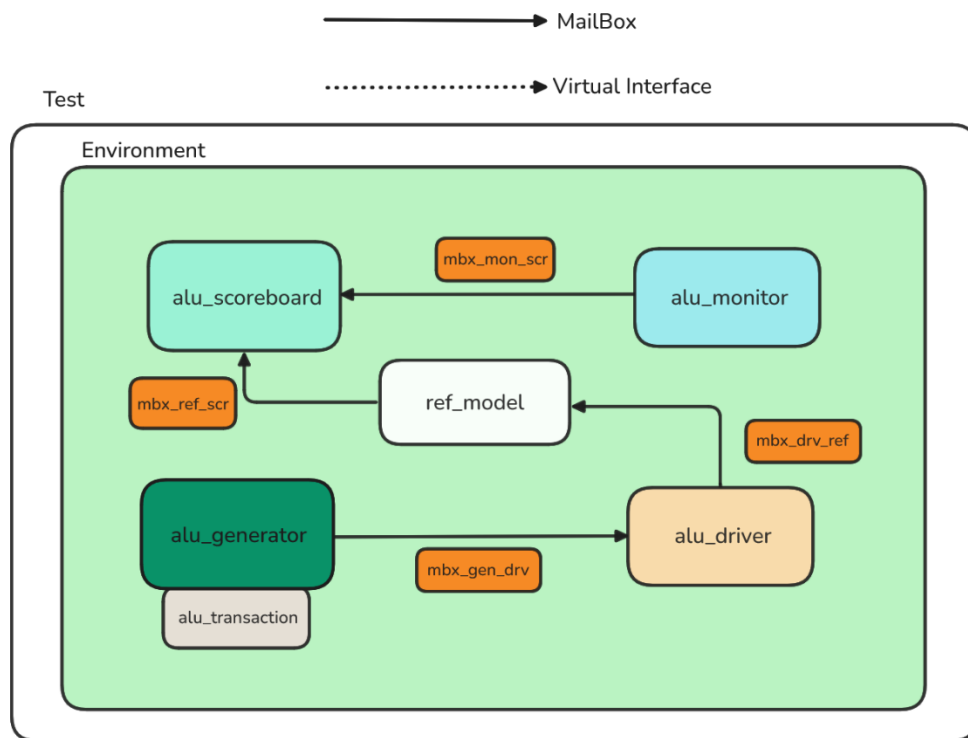 MailBox
Virtual Interface
Test
Environment
mbx_mon_scr
alu_scoreboard
alu_monitor
mbx_ref_scr
ref_model
mbx_drv_ref
alu_generator
alu_driver
mbx_gen_drv
alu_transaction